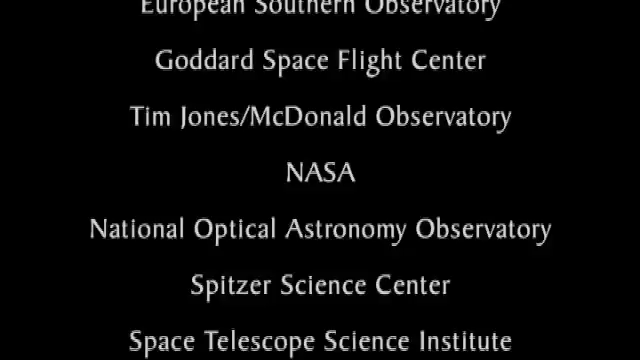 European Southern Observatory
Goddard Space Flight Center
Tim Jones/McDonald Observatory
NASA
National Optical Astronomy Observatory
Spitzer Science Center
Space Telescope Science Institute